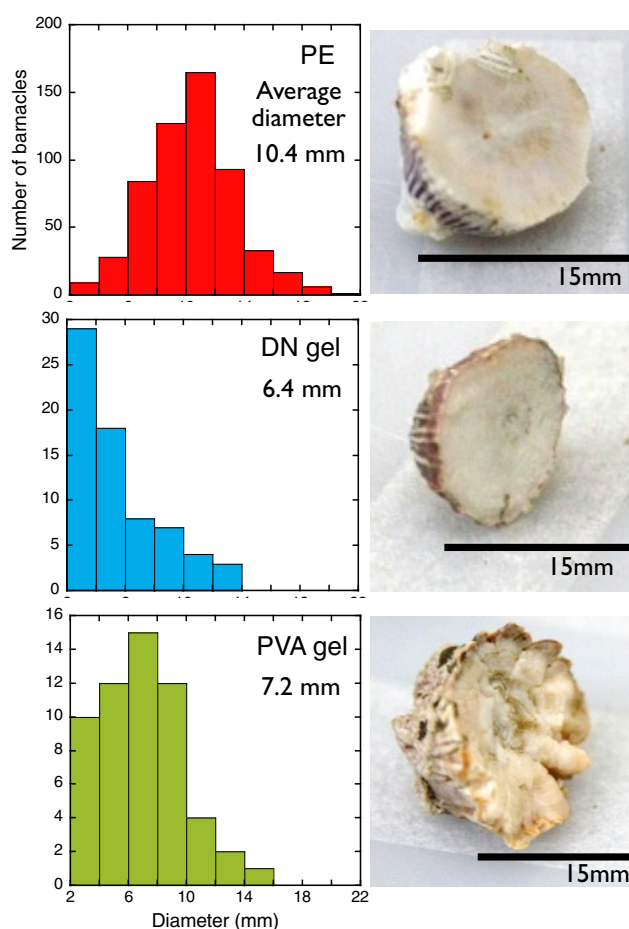 Number of barnacles
200
150
100
50
0
PE
Average
diameter
10.4 mm
15mm
30
25
20
15
10
5
0
DN gel
6.4 mm
15mm
16
14
12
10
8
6
4
2
0
PVA gel
7.2 mm
15mm
2 6 10 14 18 22
Diameter (mm)